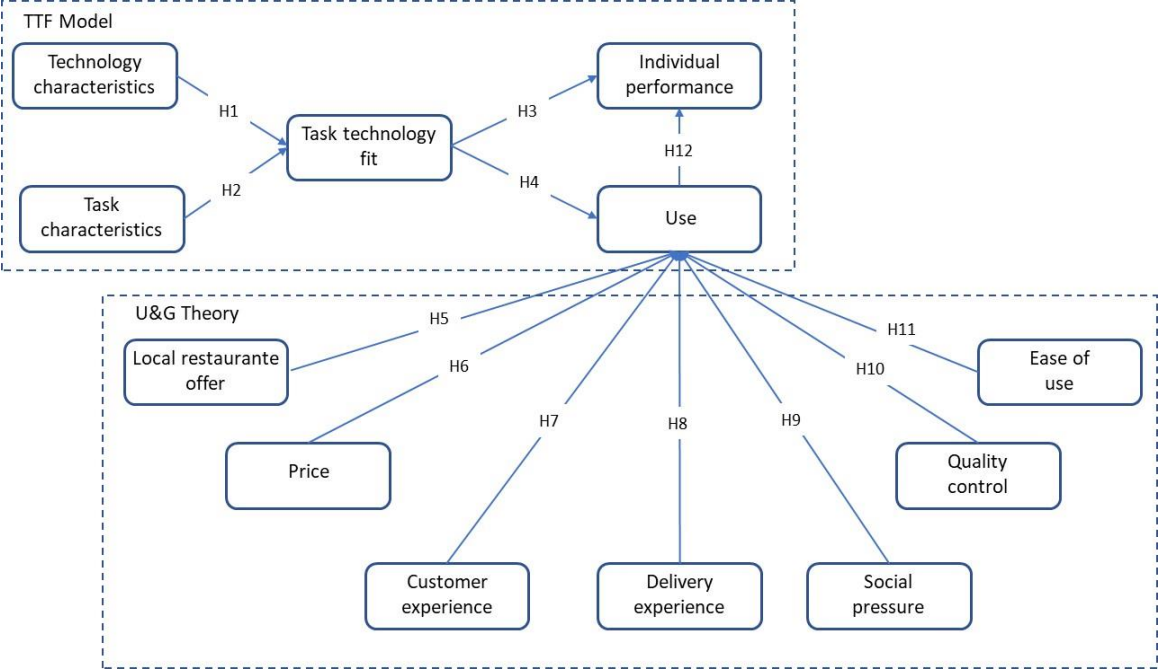 TTF Model
Technology
characteristics
Individual
performance
H1
H3
Task technology
fit
H12
H2
H4
Task
characteristics
Use
U&G Theory
H5
H11
Local restaurante
offer
H6
H10
Ease of
use
H7
H8
H9
Price
Quality
control
Customer
experience
Delivery
experience
Social
pressure